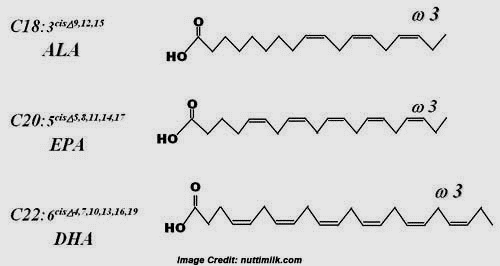 ω 3
C18:3cisΔ9,12,15
ALA
O
HO
ω 3
C20:5cisΔ5,8,11,14,17
EPA
O
HO
ω 3
C22:6cisΔ4,7,10,13,16,19
DHA
O
HO
Image Credit: nuttimilk.com